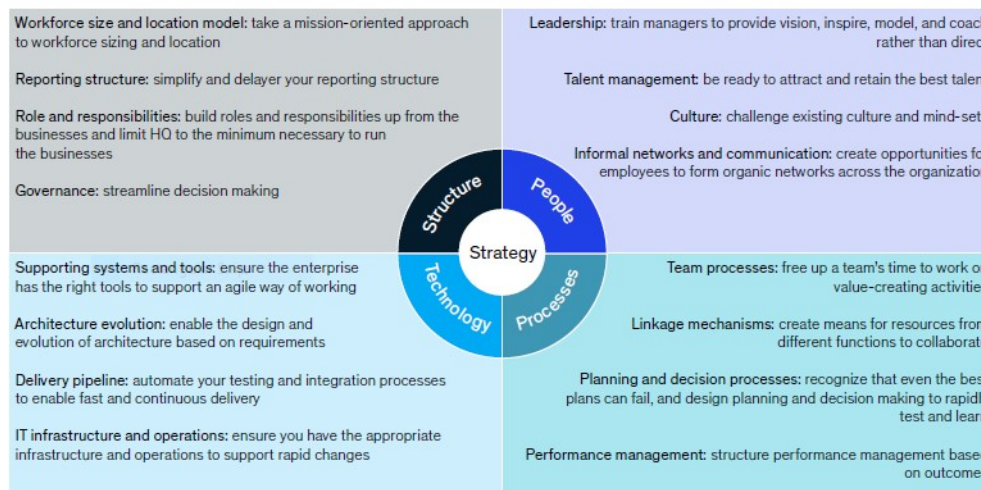 Workforce size and location model: take a mission-oriented approach
to workforce sizing and location
Reporting structure: simplify and delayer your reporting structure
Role and responsibilities: build roles and responsibilities up from the
businesses and limit HQ to the minimum necessary to run
the businesses
Governance: streamline decision making
Leadership: train managers to provide vision, inspire, model, and coach
rather than direc
Talent management: be ready to attract and retain the best talen
Culture: challenge existing culture and mind-set
Informal networks and communication: create opportunities fo
employees to form organic networks across the organization
Structure
People
Strategy
Technology
Processes
Supporting systems and tools: ensure the enterprise
has the right tools to support an agile way of working
Architecture evolution: enable the design and
evolution of architecture based on requirements
Delivery pipeline: automate your testing and integration processes
to enable fast and continuous delivery
IT infrastructure and operations: ensure you have the appropriate
infrastructure and operations to support rapid changes
Team processes: free up a team's time to work o
value-creating activitie
Linkage mechanisms: create means for resources from
different functions to collaborat
Planning and decision processes: recognize that even the bes
plans can fail, and design planning and decision making to rapidl
test and learn
Performance management: structure performance management base
on outcome